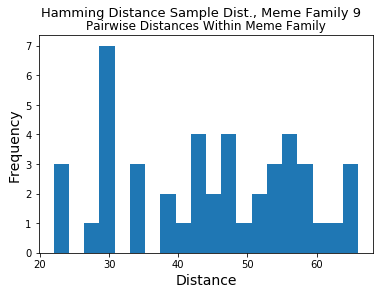 Hamming Distance Sample Dist., Meme Family 9
Pairwise Distances Within Meme Family
7
6
5
4
3
2
1
0
Frequency
20 30 40 50 60
Distance